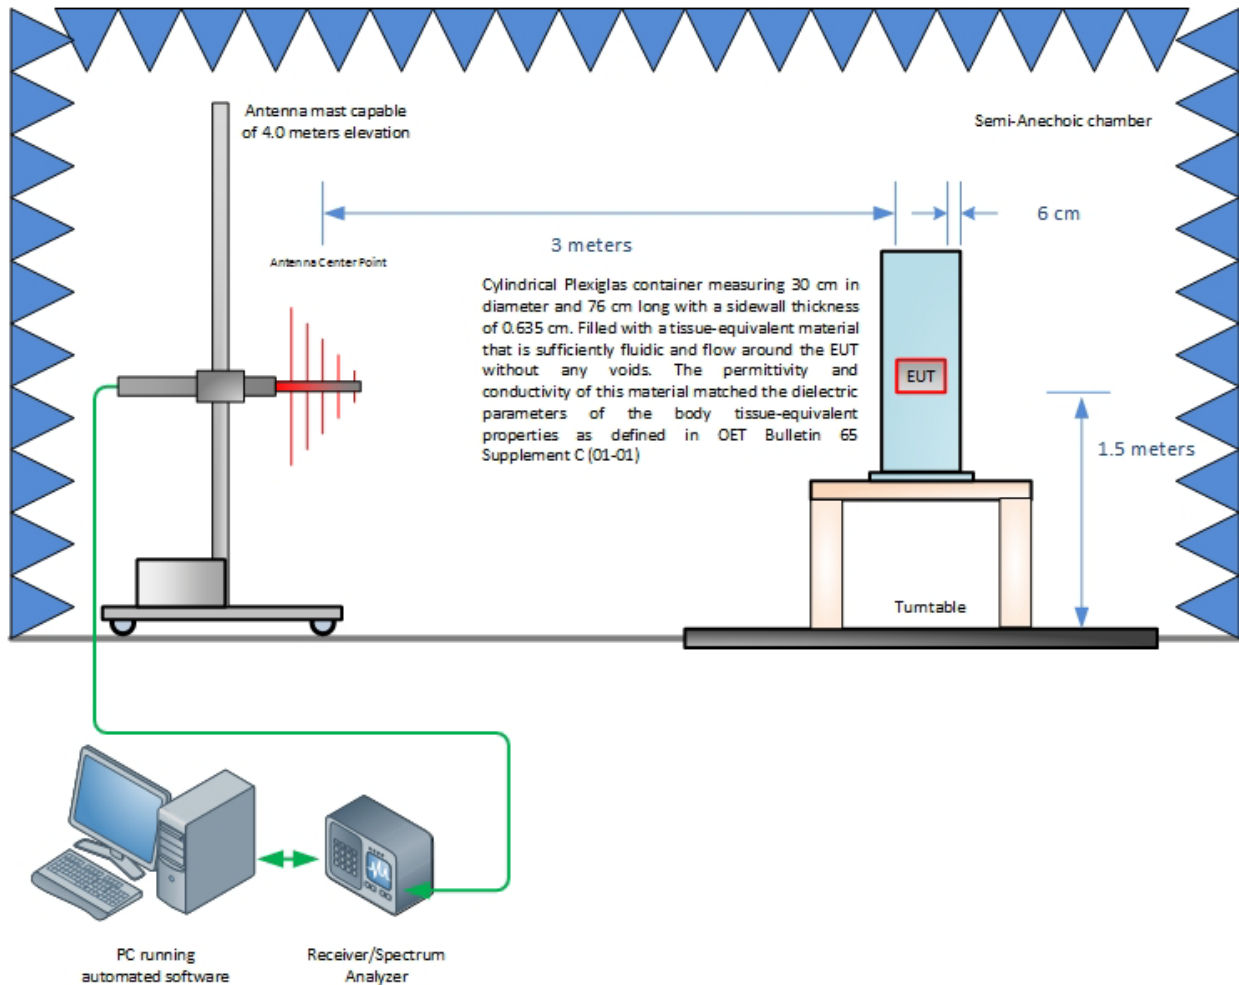 Antenna mast capable
of 4.0 meters elevation
Semi-Anechoic chamber
6 cm
3 meters
Antenna Center Point
Cylindrical Plexiglas container measuring 30 cm in
diameter and 76 cm long with a sidewall thickness
of 0.635 cm. Filled with a tissue-equivalent material
that is sufficiently fluidic and flow around the EUT
without any voids. The permittivity and
conductivity of this material matched the dielectric
parameters of the body tissue-equivalent
properties as defined in OET Bulletin 65
Supplement C (01-01)
EUT
1.5 meters
Turntable
PC running
automated software
Receiver/Spectrum
Analyzer